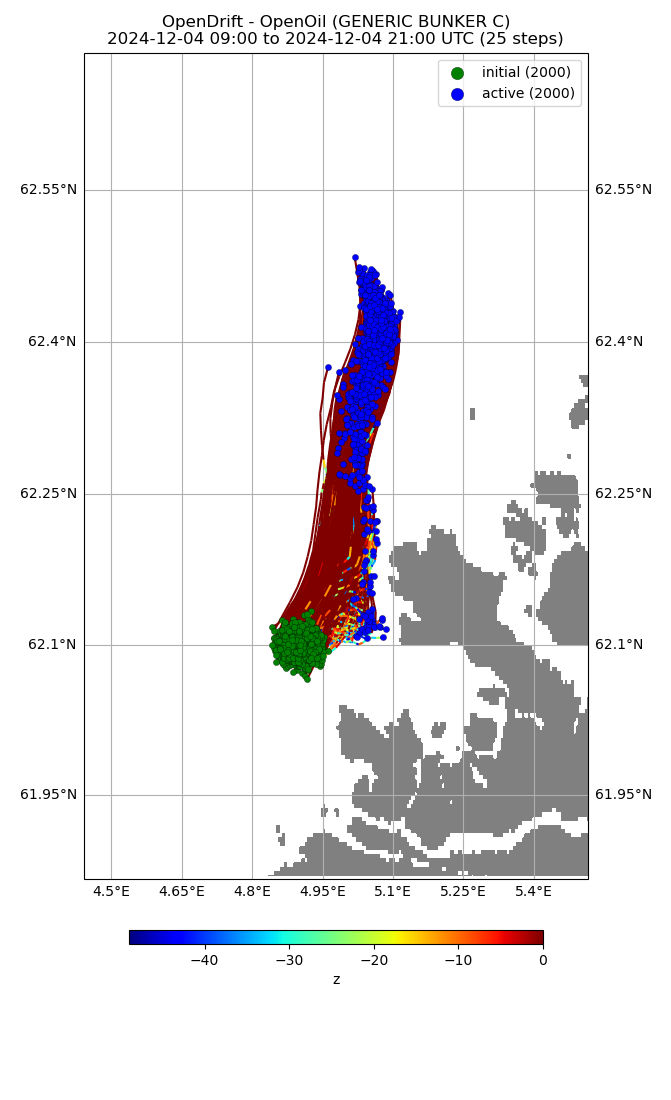 OpenDrift - OpenOil (GENERIC BUNKER C)
2024-12-04 09:00 to 2024-12-04 21:00 UTC (25 steps)
initial (2000)
active (2000)
62.55°N 62.55°N
62.4°N 62.4°N
62.25°N 62.25°N
62.1°N 62.1°N
61.95°N 61.95°N
4.5°E 4.65°E 4.8°E 4.95°E 5.1°E 5.25°E 5.4°E
−40 −30 −20 −10 0
z